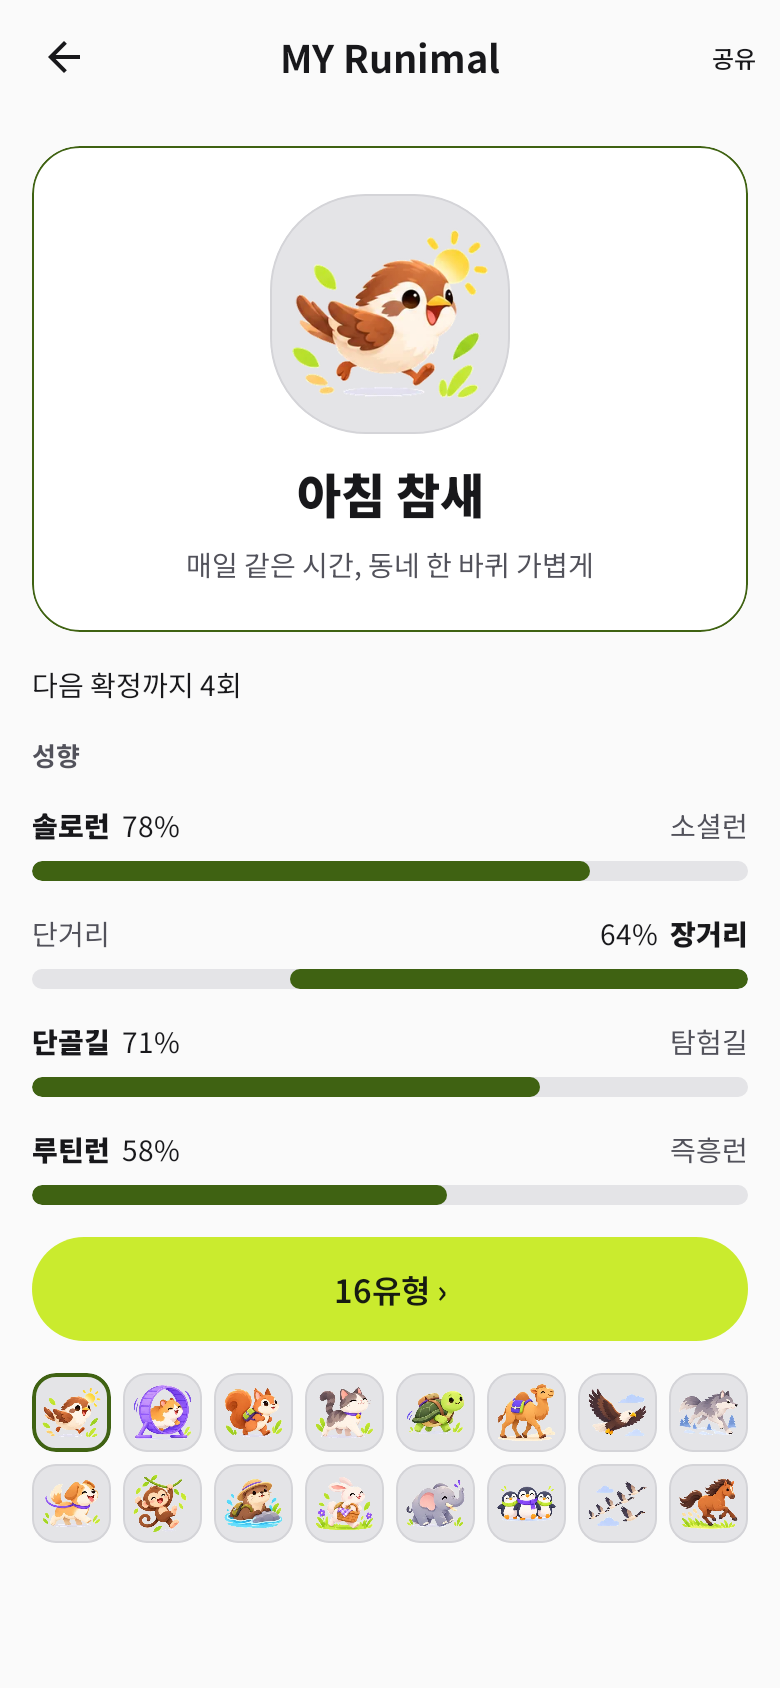 MY Runimal
공유
아침 참새
매일 같은 시간, 동네 한 바퀴 가볍게
다음 확정까지 4회
성향
솔로런 78% 소셜런
단거리 64% 장거리
단골길 71% 탐험길
루틴런 58% 즉흥런
16유형 ›